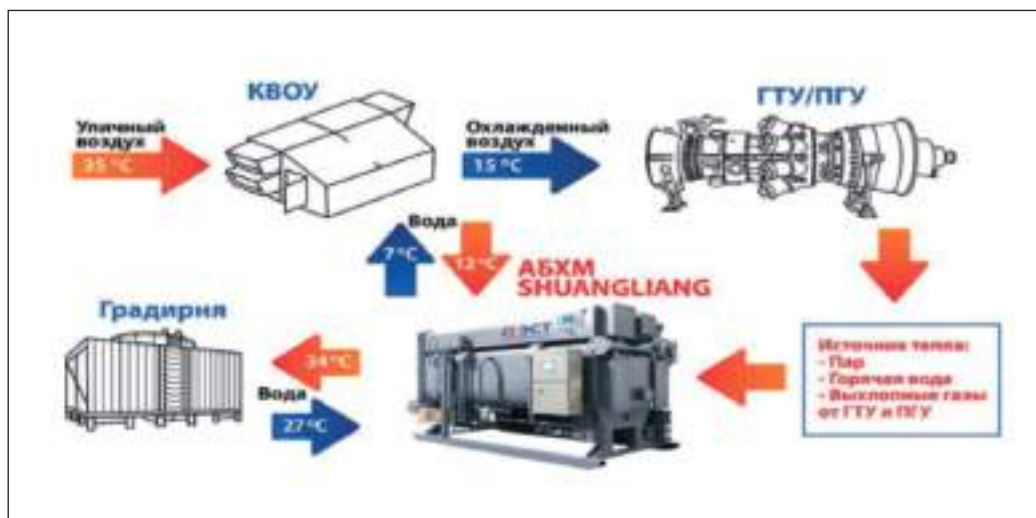 КВОУ
ГТУ/ПГУ
Уличный
воздух
35 °C
Охлажденный
воздух
15 °C
Вода
7 °C
12 °C
АБХМ
SHUANGLIANG
Градирня
34 °C
Вода
27 °C
Источник тепла:
- Пар
- Горячая вода
- Выхлопные газы
от ГТУ и ПГУ